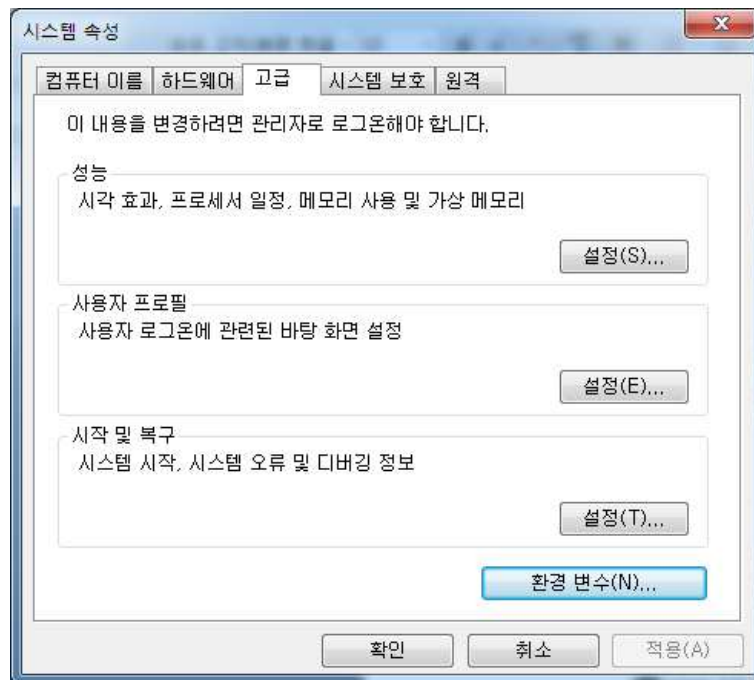 시스템 속성
컴퓨터 이름 하드웨어 고급 시스템 보호 원격
이 내용을 변경하려면 관리자로 로그온해야 합니다.
성능
시각 효과, 프로세서 일정, 메모리 사용 및 가상 메모리
설정(S)...
사용자 프로필
사용자 로그온에 관련된 바탕 화면 설정
설정(E)...
시작 및 복구
시스템 시작, 시스템 오류 및 디버깅 정보
설정(T)...
환경 변수(N)...
확인 취소 적용(A)